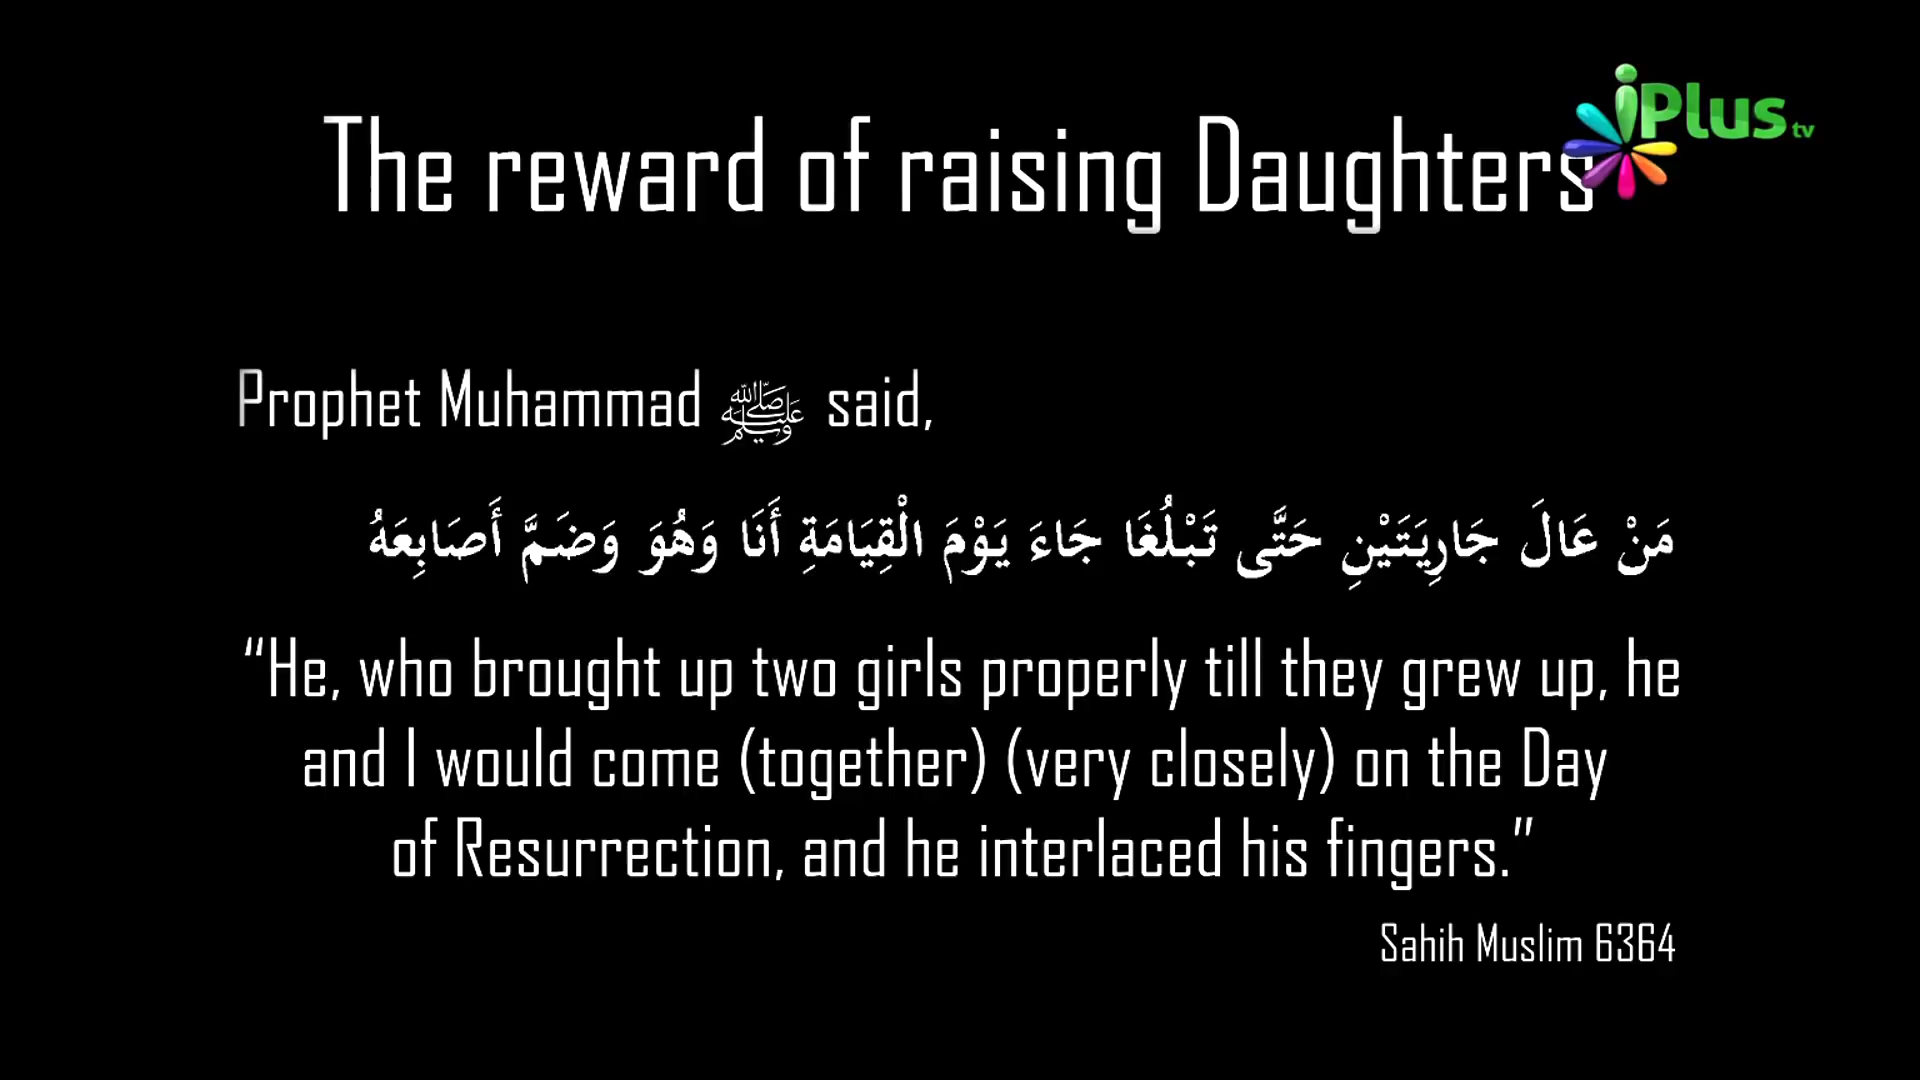 iPlus tv
The reward of raising Daughters
Prophet Muhammad ﷺ said,
مَنْ عَالَ جَارِيَتَيْنِ حَتَّى تَبْلُغَا جَاءَ يَوْمَ الْقِيَامَةِ أَنَا وَهُوَ وَضَمَّ أَصَابِعَهُ
“He, who brought up two girls properly till they grew up, he
and I would come (together) (very closely) on the Day
of Resurrection, and he interlaced his fingers.”
Sahih Muslim 6364